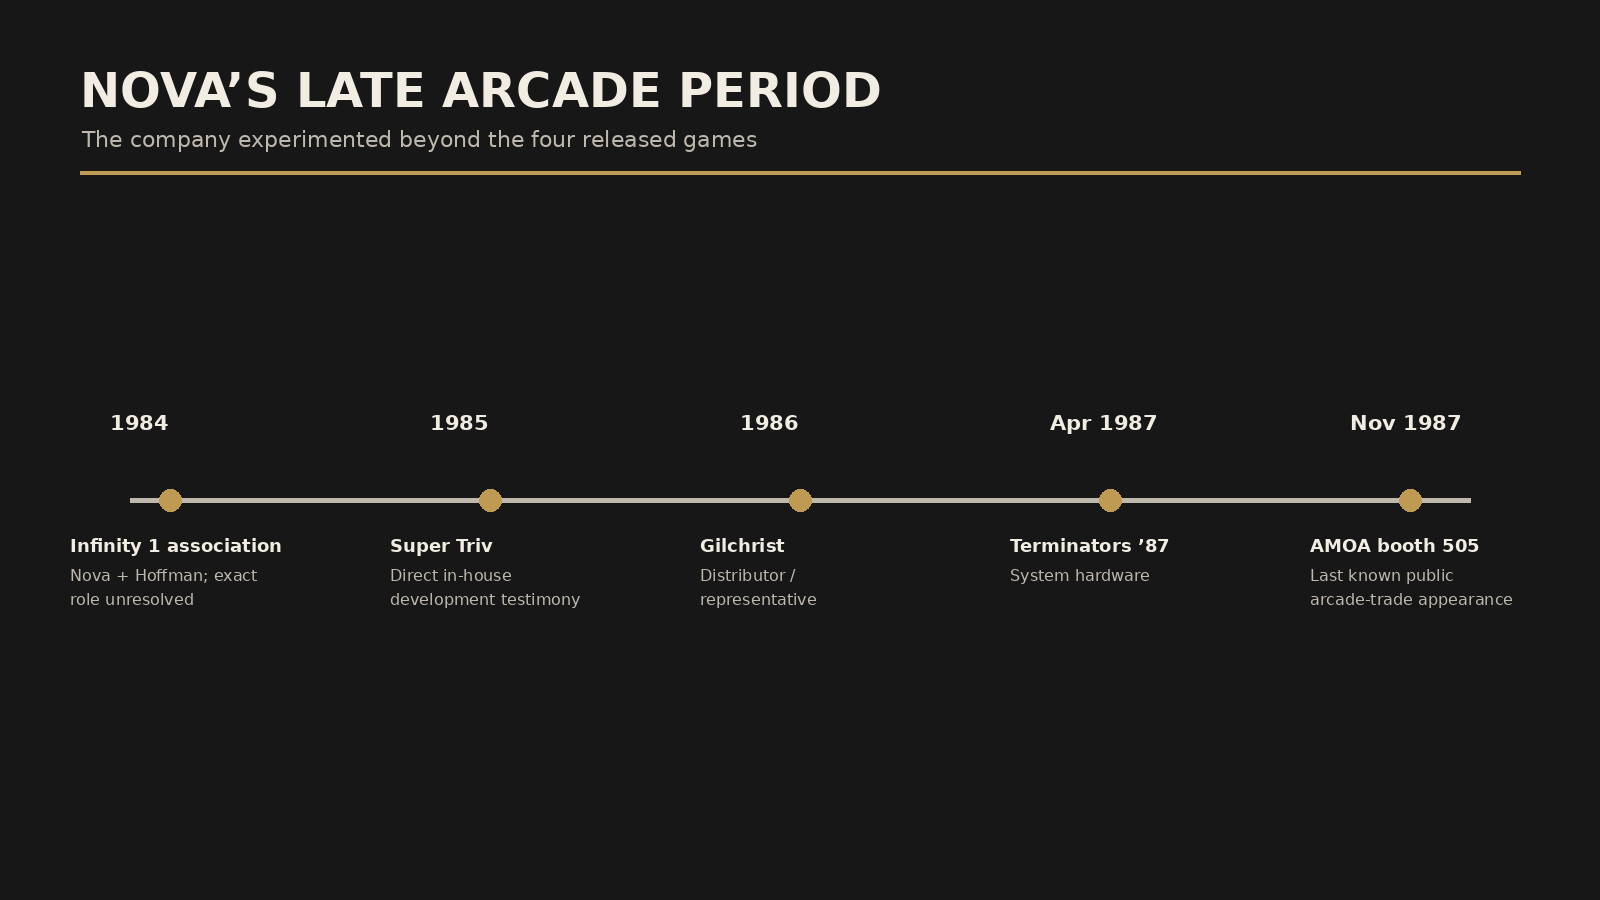 NOVA’S LATE ARCADE PERIOD
The company experimented beyond the four released games
1984
1985
1986
Apr 1987
Nov 1987
Infinity 1 association
Nova + Hoffman; exact
role unresolved
Super Triv
Direct in-house
development testimony
Gilchrist
Distributor /
representative
Terminators ’87
System hardware
AMOA booth 505
Last known public
arcade-trade appearance